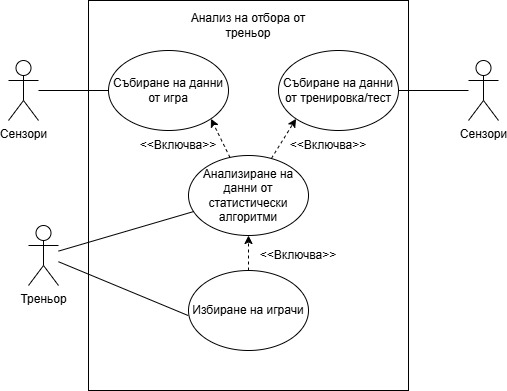 Анализ на отбора от
треньор
Събиране на данни
от игра
Събиране на данни
от тренировка/тест
Сензори
Сензори
<<Включва>>
<<Включва>>
Анализиране на
данни от
статистически
алгоритми
<<Включва>>
Треньор
Избиране на играчи